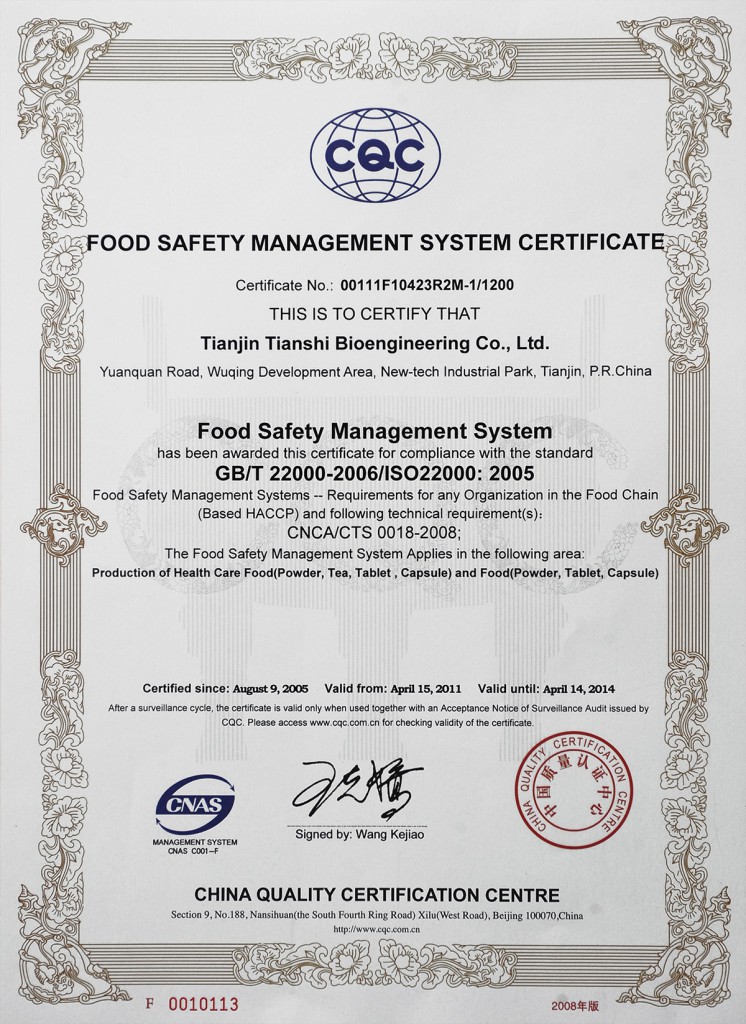 CQC
FOOD SAFETY MANAGEMENT SYSTEM CERTIFICATE
Certificate No.: 00111F10423R2M-1/1200
THIS IS TO CERTIFY THAT
Tianjin Tianshi Bioengineering Co., Ltd.
Yuanquan Road, Wuqing Development Area, New-tech Industrial Park, Tianjin, P.R.China
Food Safety Management System
has been awarded this certificate for compliance with the standard
GB/T 22000-2006/ISO22000: 2005
Food Safety Management Systems -- Requirements for any Organization in the Food Chain
(Based HACCP) and following technical requirement(s):
CNCA/CTS 0018-2008;
The Food Safety Management System Applies in the following area:
Production of Health Care Food(Powder, Tea, Tablet , Capsule) and Food(Powder, Tablet, Capsule)
Certified since: August 9, 2005 Valid from: April 15, 2011 Valid until: April 14, 2014
After a surveillance cycle, the certificate is valid only when used together with an Acceptance Notice of Surveillance Audit issued by
CQC. Please access www.cqc.com.cn for checking validity of the certificate.
CNAS
MANAGEMENT SYSTEM
CNAS C001-F
王克娇
Signed by: Wang Kejiao
CHINA QUALITY CERTIFICATION CENTRE
中国质量认证中心
CHINA QUALITY CERTIFICATION CENTRE
Section 9, No.188, Nansihuan(the South Fourth Ring Road) Xilu(West Road), Beijing 100070,China
http://www.cqc.com.cn
F 0010113
2008年版